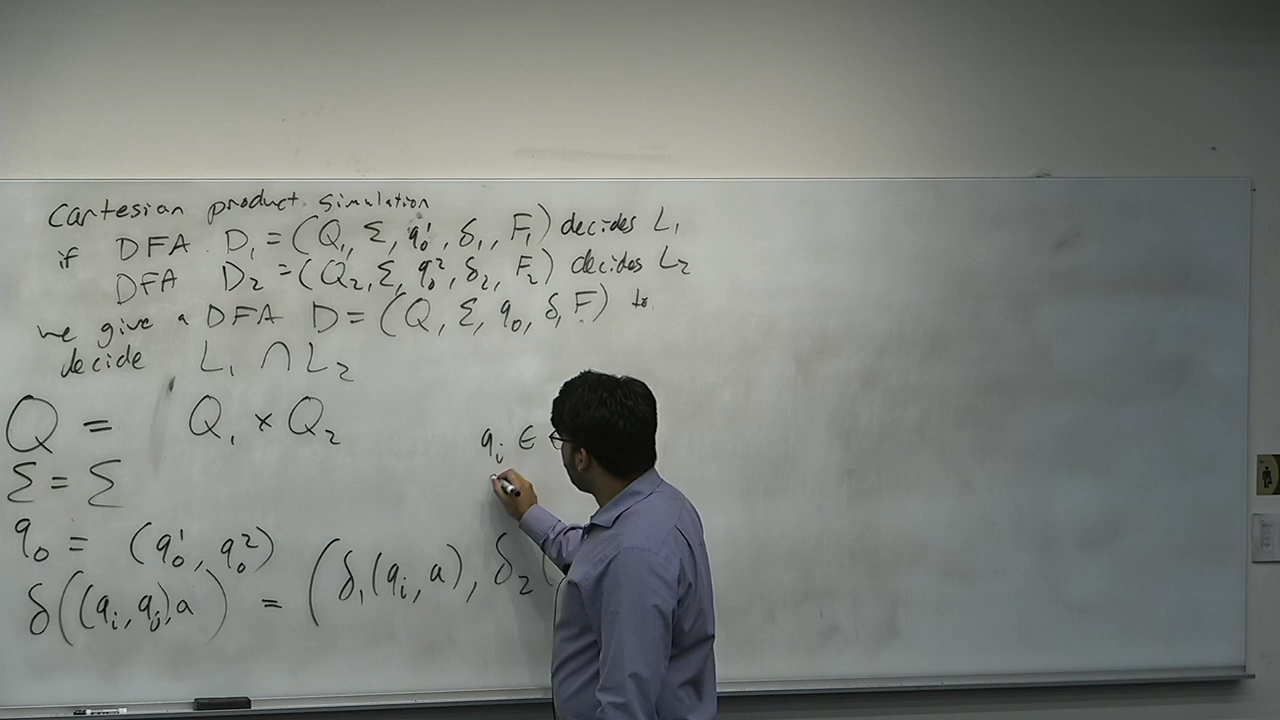 Cartesian product simulation
if DFA D₁ = (Q₁, Σ, q₀¹, δ₁, F₁) decides L₁
DFA D₂ = (Q₂, Σ, q₀², δ₂, F₂) decides L₂
we give a DFA D = (Q, Σ, q₀, δ, F) to
decide L₁ ∩ L₂
Q = Q₁ × Q₂
qᵢ ∈
Σ = Σ
q₀ = (q₀¹, q₀²)
δ((qᵢ, qⱼ), a) = (δ₁(qᵢ, a), δ₂(